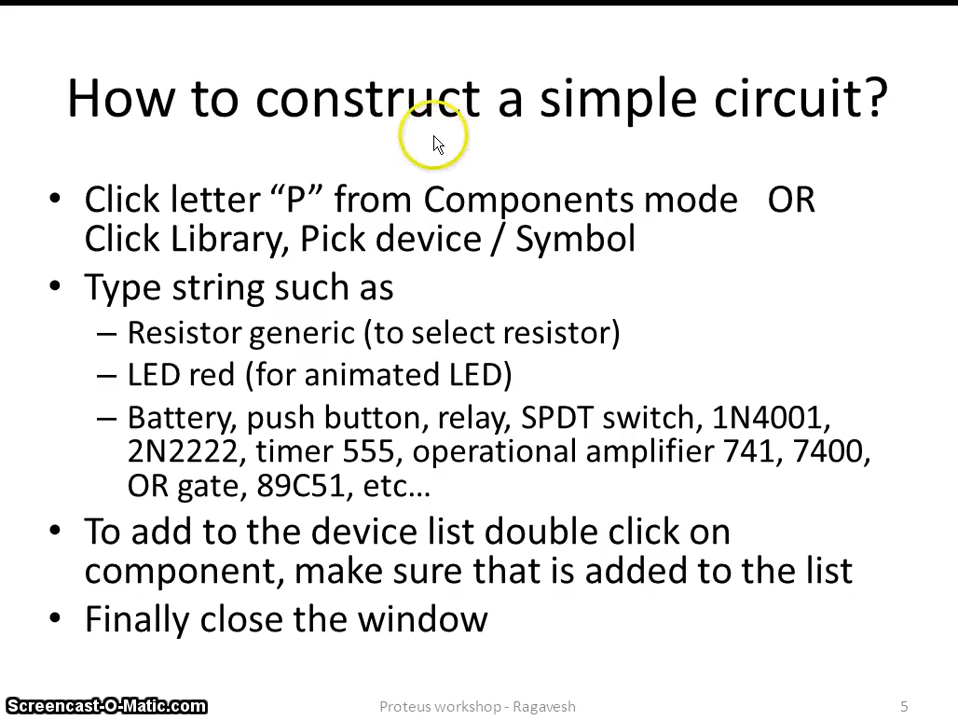 How to construct a simple circuit?
• Click letter “P” from Components mode OR
Click Library, Pick device / Symbol
• Type string such as
– Resistor generic (to select resistor)
– LED red (for animated LED)
– Battery, push button, relay, SPDT switch, 1N4001,
2N2222, timer 555, operational amplifier 741, 7400,
OR gate, 89C51, etc…
• To add to the device list double click on
component, make sure that is added to the list
• Finally close the window
Screencast-O-Matic.com
Proteus workshop - Ragavesh
5